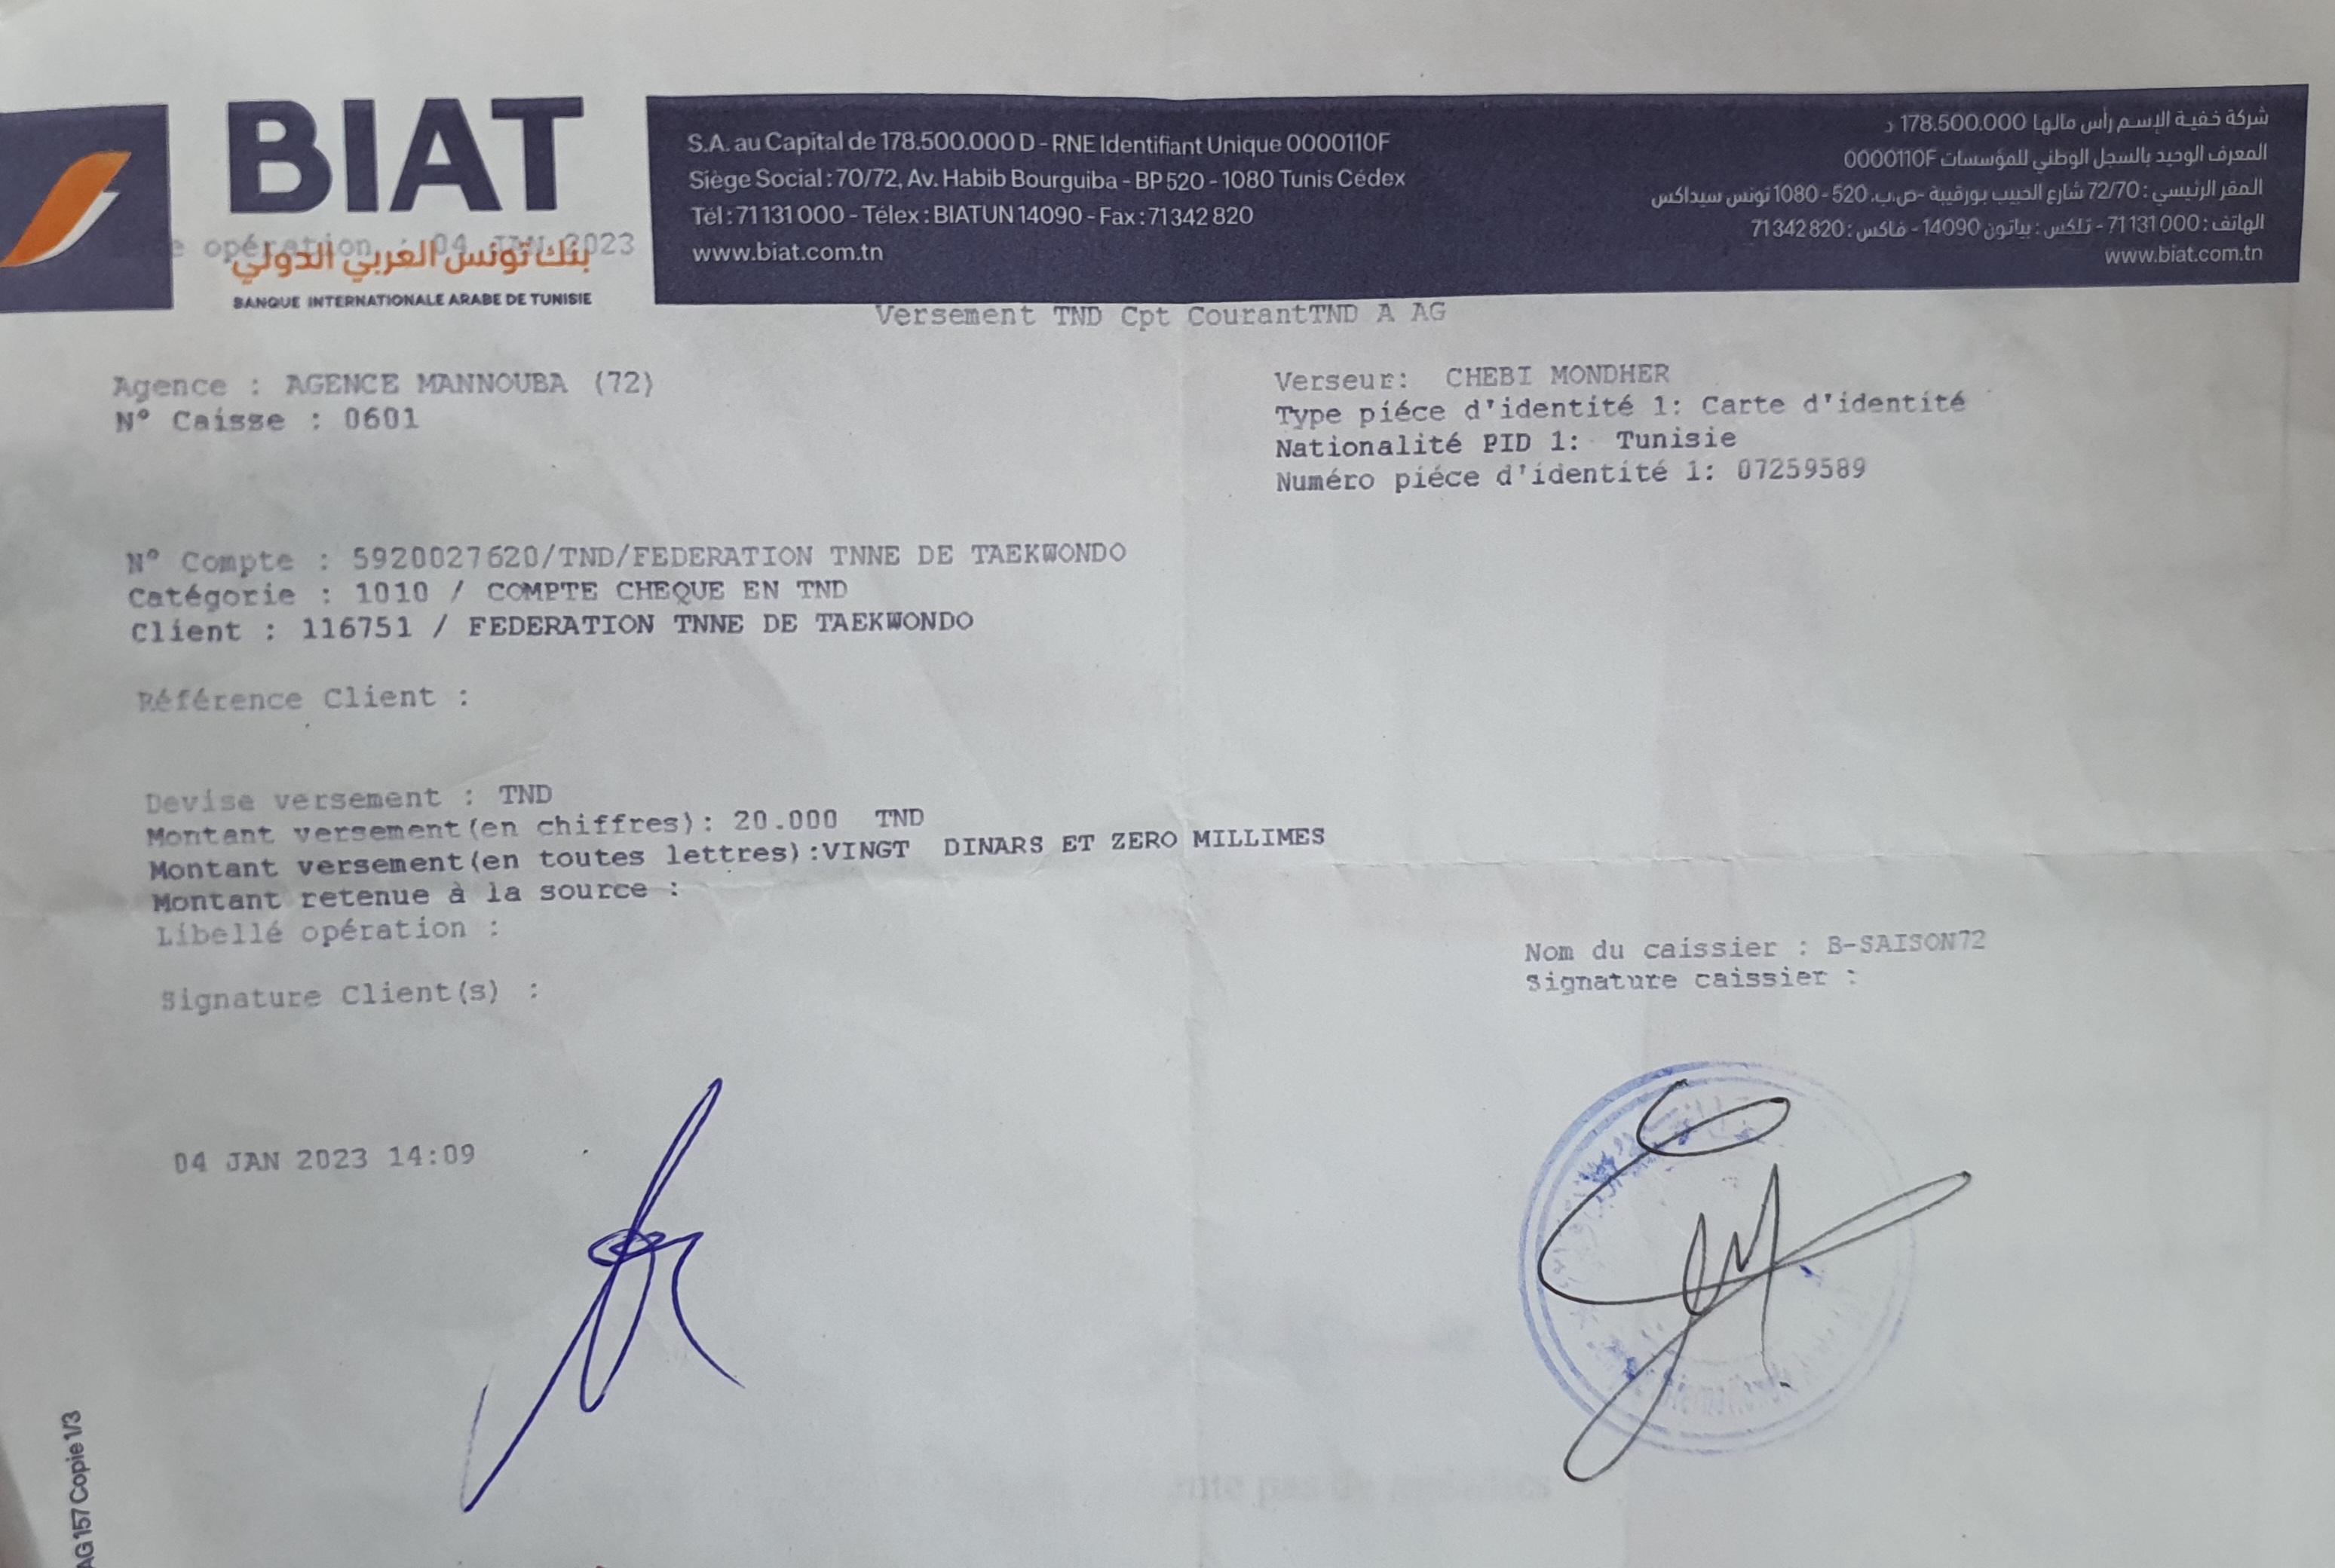 BIAT
بنك تونس العربي الدولي
BANQUE INTERNATIONALE ARABE DE TUNISIE
e opération : 04 JAN 2023
S.A. au Capital de 178.500.000 D - RNE Identifiant Unique 0000110F
Siège Social : 70/72, Av. Habib Bourguiba - BP 520 - 1080 Tunis Cédex
Tél : 71 131 000 - Télex : BIATUN 14090 - Fax : 71 342 820
www.biat.com.tn
شركة خفية الإسم رأس مالها 178.500.000 د
المعرف الوحيد بالسجل الوطني للمؤسسات 0000110F
المقر الرئيسي : 72/70 شارع الحبيب بورقيبة -ص.ب. 520 - 1080 تونس سيداكس
الهاتف : 71 131 000 - تلكس : بياتون 14090 - فاكس : 71 342 820
www.biat.com.tn
Versement TND Cpt CourantTND A AG
Agence : AGENCE MANNOUBA (72)
N° Caisse : 0601
Verseur: CHEBI MONDHER
Type piéce d'identité 1: Carte d'identité
Nationalité PID 1: Tunisie
Numéro piéce d'identité 1: 07259589
N° Compte : 5920027620/TND/FEDERATION TNNE DE TAEKWONDO
Catégorie : 1010 / COMPTE CHEQUE EN TND
Client : 116751 / FEDERATION TNNE DE TAEKWONDO
Référence Client :
Devise versement : TND
Montant versement(en chiffres): 20.000 TND
Montant versement(en toutes lettres):VINGT DINARS ET ZERO MILLIMES
Montant retenue à la source :
Libellé opération :
Signature Client(s) :
Nom du caissier : B-SAISON72
Signature caissier :
04 JAN 2023 14:09
AG 157 Copie 1/3